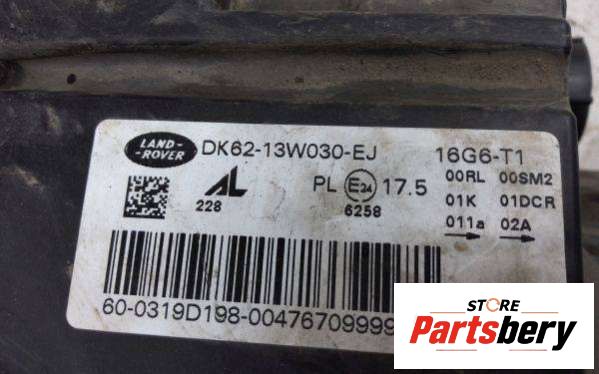 LAND-
-ROVER
DK62-13W030-EJ
16G6-T1
AL
228
PL E24 17.5
6258
00RL 00SM2
01K 01DCR
011a 02A
60-0319D198-00476709999
STORE
Partsbery